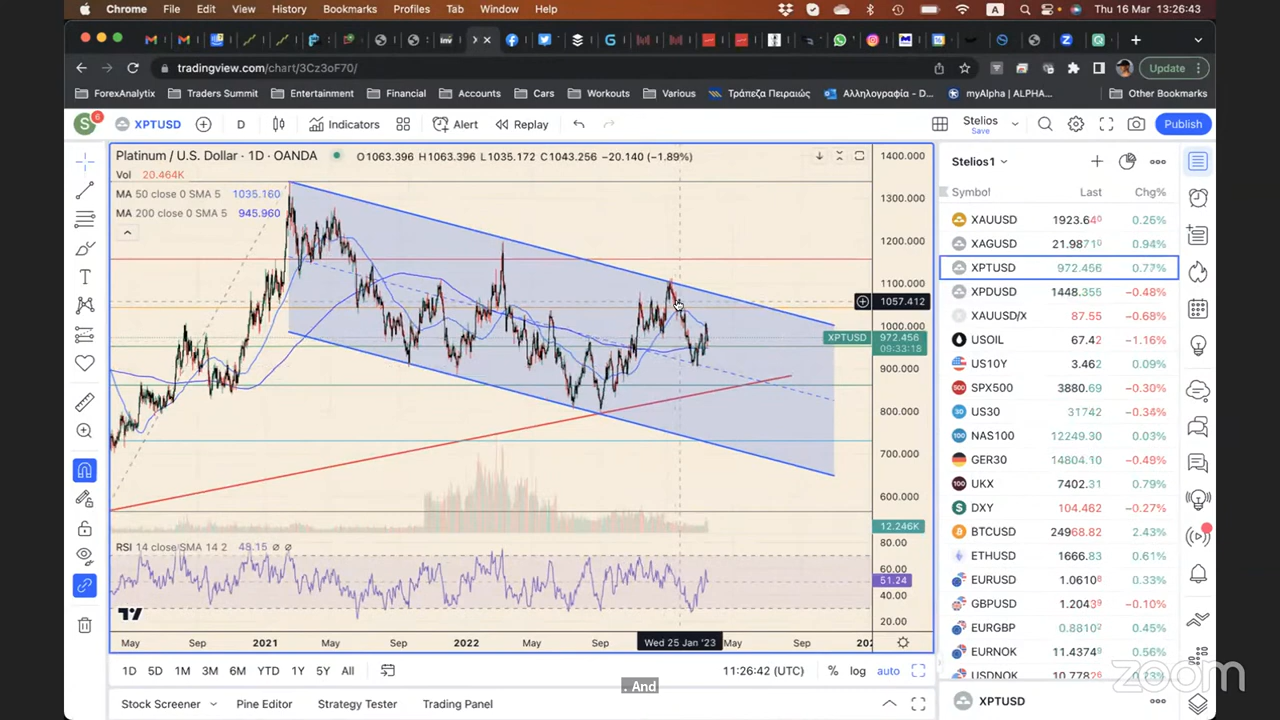 Chrome File Edit View History Bookmarks Profiles Tab Window Help A Thu 16 Mar 13:26:43
tradingview.com/chart/3Cz3oF70/ Update
ForexAnalytix Traders Summit Entertainment Financial Accounts Cars Workouts Various Τράπεζα Πειραιώς Αλληλογραφία - D... myAlpha | ALPHA... Other Bookmarks
S 6 XPTUSD D Indicators Alert Replay Stelios Save Publish
Platinum / U.S. Dollar · 1D · OANDA O1063.396 H1063.396 L1035.172 C1043.256 −20.140 (−1.89%)
Vol 20.464K
MA 50 close 0 SMA 5 1035.160
MA 200 close 0 SMA 5 945.960
1400.000
1300.000
1200.000
1100.000
1057.412
1000.000
XPTUSD 972.456
09:33:18
900.000
800.000
700.000
600.000
12.246K
RSI 14 close SMA 14 2 48.15 ø ø
80.00
60.00
51.24
40.00
20.00
May Sep 2021 May Sep 2022 May Sep Wed 25 Jan '23 May Sep 202
1D 5D 1M 3M 6M YTD 1Y 5Y All 11:26:42 (UTC) % log auto
. And
Stock Screener Pine Editor Strategy Tester Trading Panel
Stelios1
Symbol Last Chg%
XAUUSD 1923.640 0.25%
XAGUSD 21.98710 0.94%
XPTUSD 972.456 0.77%
XPDUSD 1448.355 −0.48%
XAUUSD/X 87.55 −0.68%
USOIL 67.42 −1.16%
US10Y 3.462 0.09%
SPX500 3880.69 −0.30%
US30 31742 −0.34%
NAS100 12249.30 0.03%
GER30 14804.10 −0.48%
UKX 7402.31 0.79%
DXY 104.462 −0.27%
BTCUSD 24968.82 2.43%
ETHUSD 1666.83 0.61%
EURUSD 1.06108 0.33%
GBPUSD 1.20439 −0.10%
EURGBP 0.88102 0.45%
EURNOK 11.43749 0.56%
USDNOK
XPTUSD
zoom